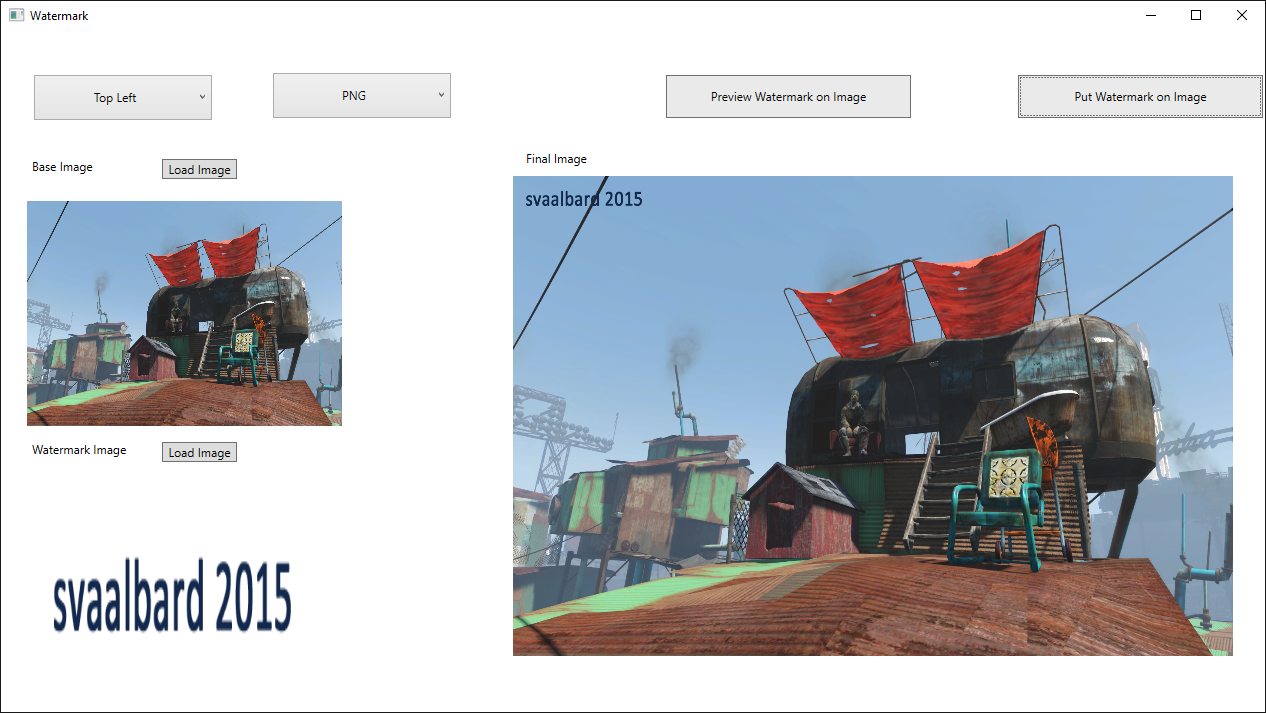 Watermark
Top Left
PNG
Preview Watermark on Image
Put Watermark on Image
Base Image
Load Image
Final Image
svaalbard 2015
Watermark Image
Load Image
svaalbard 2015